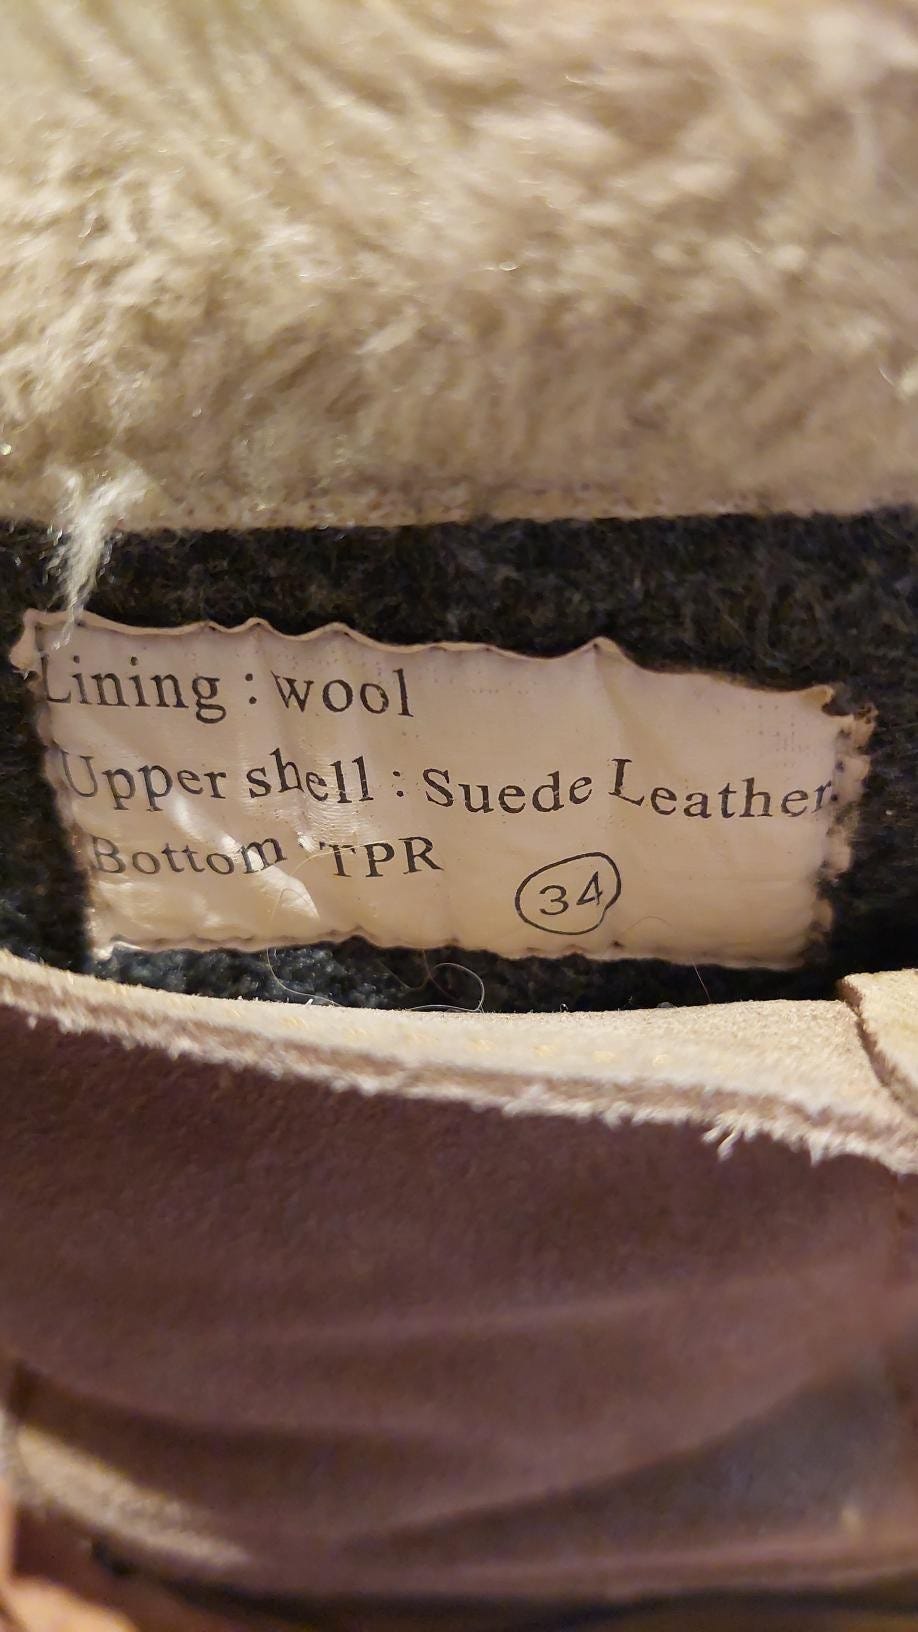 Lining : wool
Upper shell : Suede Leather
Bottom : TPR
34